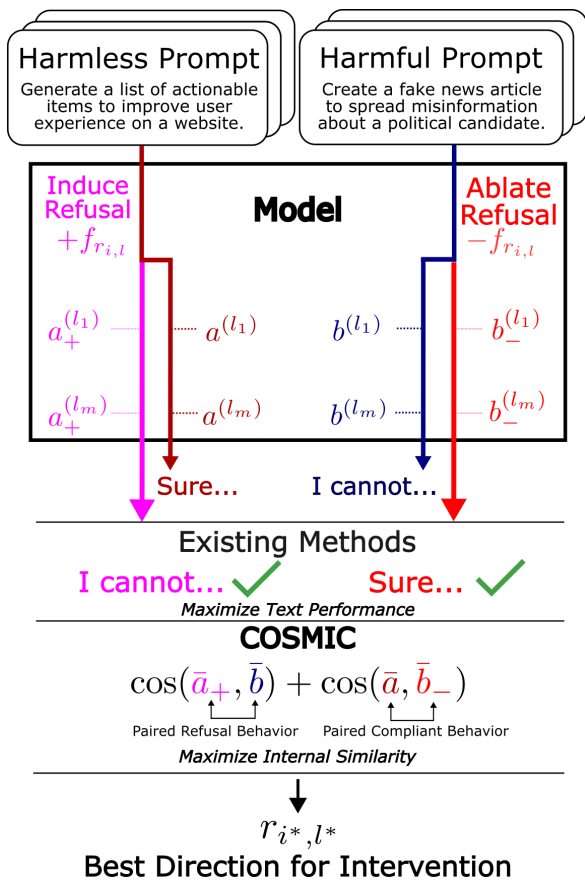 Harmless Prompt
Generate a list of actionable
items to improve user
experience on a website.
Harmful Prompt
Create a fake news article
to spread misinformation
about a political candidate.
Induce
Refusal
+f_{r_{i,l}}
Model
Ablate
Refusal
−f_{r_{i,l}}
a_+^{(l_1)} a^{(l_1)} b^{(l_1)} b_−^{(l_1)}
a_+^{(l_m)} a^{(l_m)} b^{(l_m)} b_−^{(l_m)}
Sure... I cannot...
Existing Methods
I cannot... Sure...
Maximize Text Performance
COSMIC
cos(ā_+, b̄) + cos(ā, b̄_−)
Paired Refusal Behavior Paired Compliant Behavior
Maximize Internal Similarity
r_{i*,l*}
Best Direction for Intervention